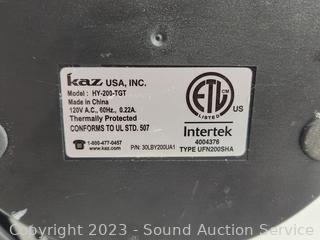 kaz USA, INC.
Model : HY-200-TGT
Made in China
120V A.C., 60Hz., 0.22A.
Thermally Protected
CONFORMS TO UL STD. 507
1-800-477-0457
www.kaz.com
P/N: 30LBY200UA1
ETL CM
LISTED
US
Intertek
4004376
TYPE UFN200SHA
Copyright © 2023 - Sound Auction Service